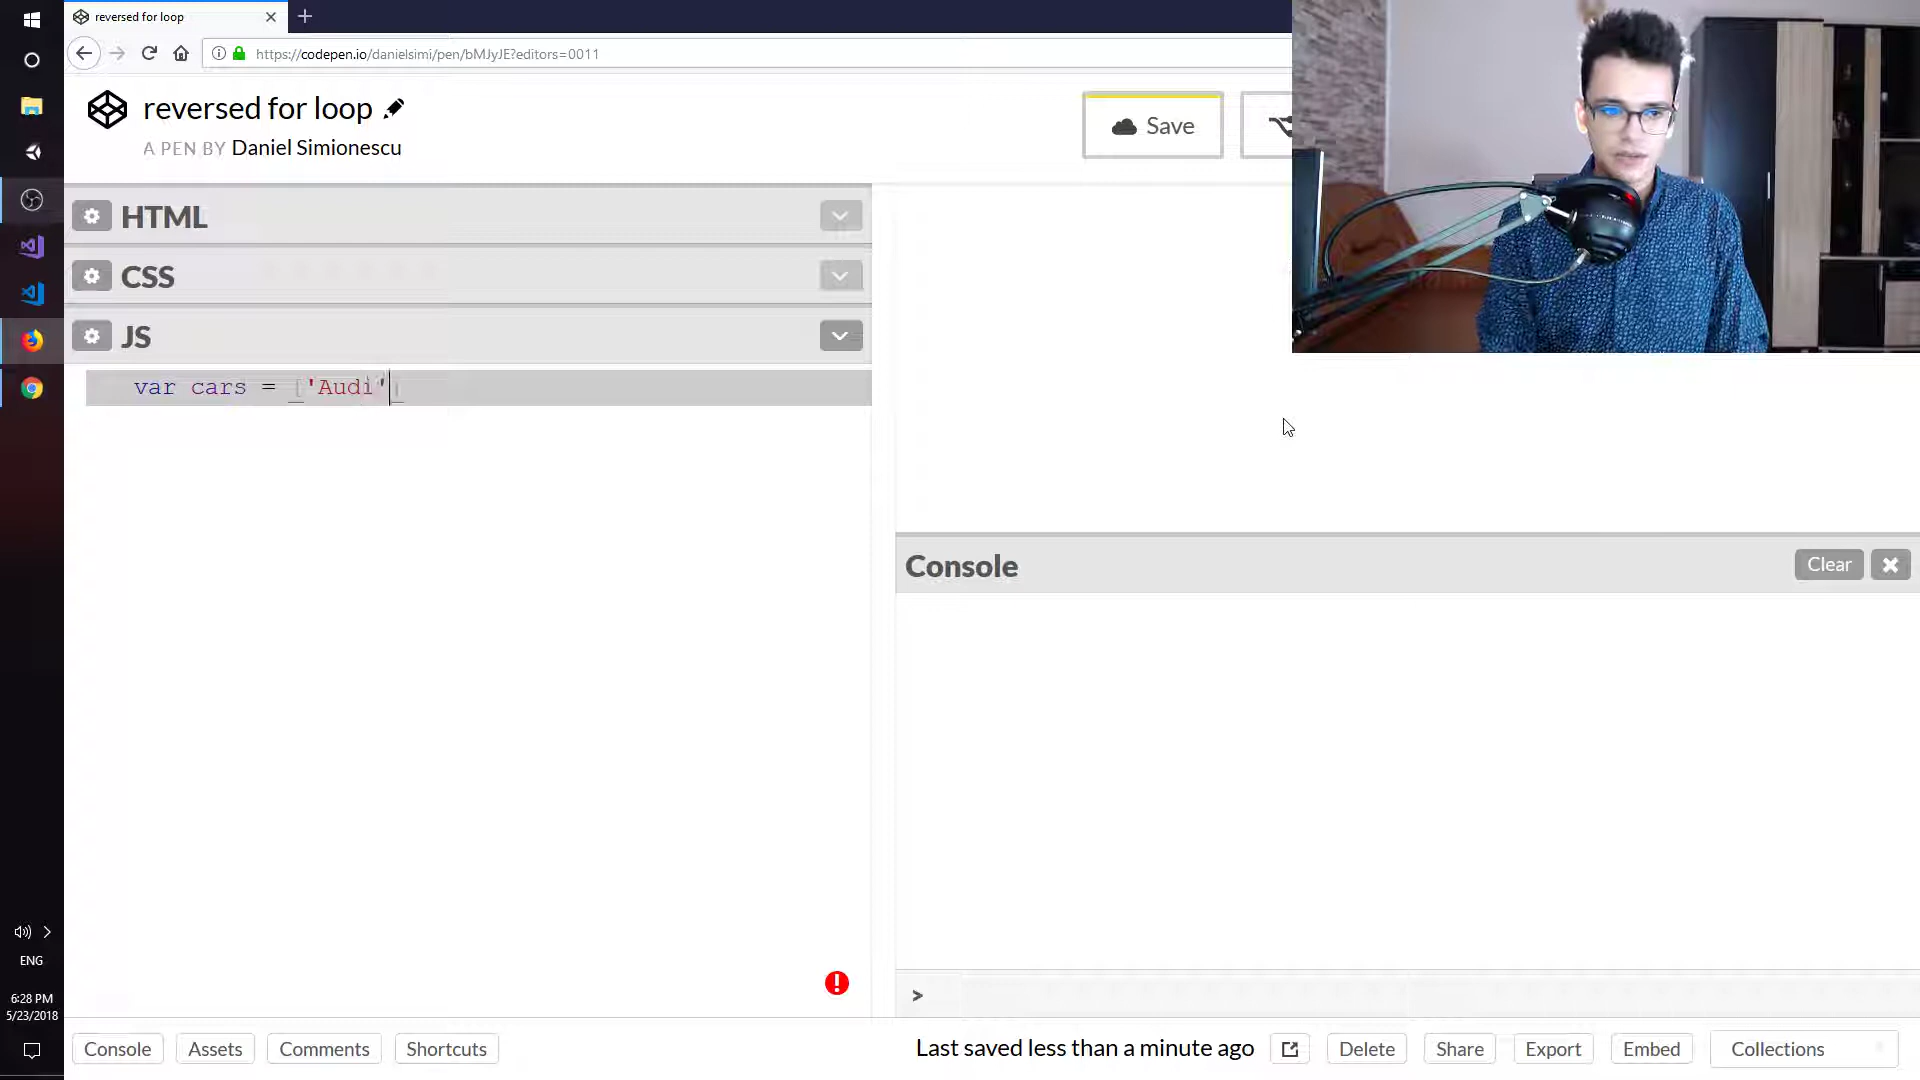 reversed for loop
https://codepen.io/danielsimi/pen/bMJyJE?editors=0011
reversed for loop
A PEN BY Daniel Simionescu
Save
HTML
CSS
JS
var cars = ['Audi']
Console
Clear
>
ENG
6:28 PM
5/23/2018
Console
Assets
Comments
Shortcuts
Last saved less than a minute ago
Delete
Share
Export
Embed
Collections